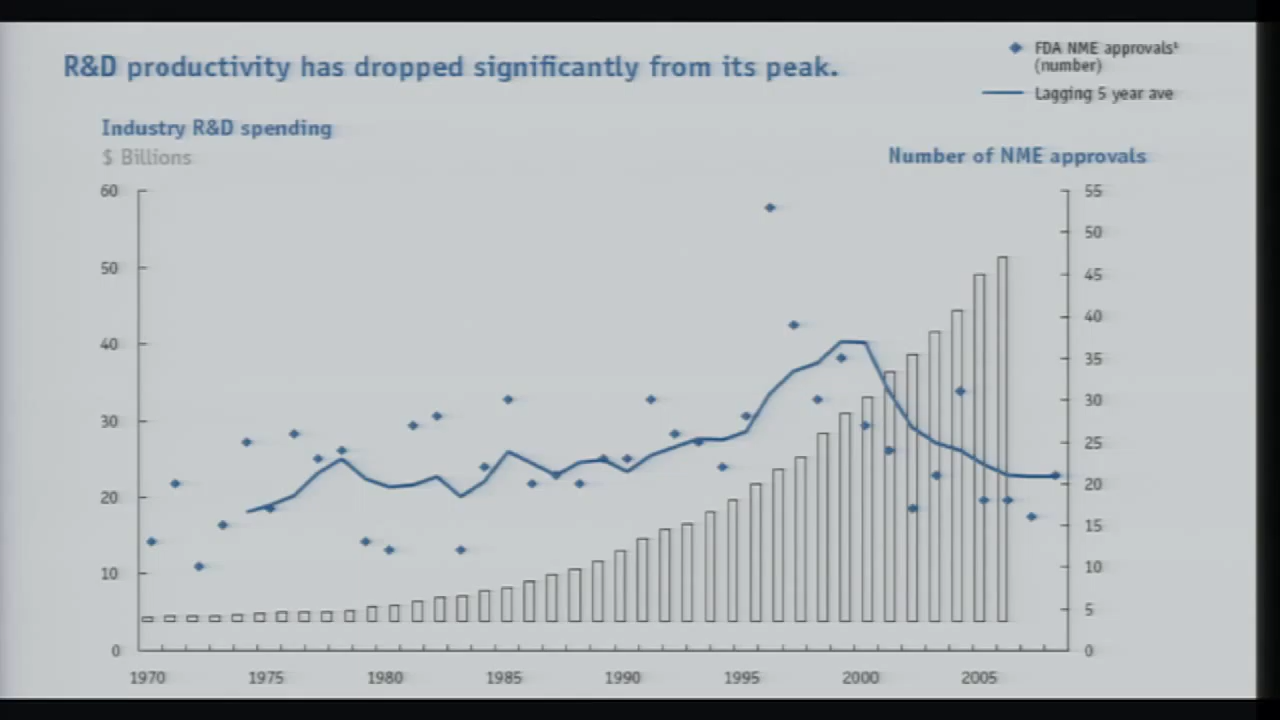 R&D productivity has dropped significantly from its peak.
FDA NME approvals¹
(number)
Lagging 5 year ave
Industry R&D spending
$ Billions
Number of NME approvals
60
50
40
30
20
10
0
55
50
45
40
35
30
25
20
15
10
5
0
1970 1975 1980 1985 1990 1995 2000 2005